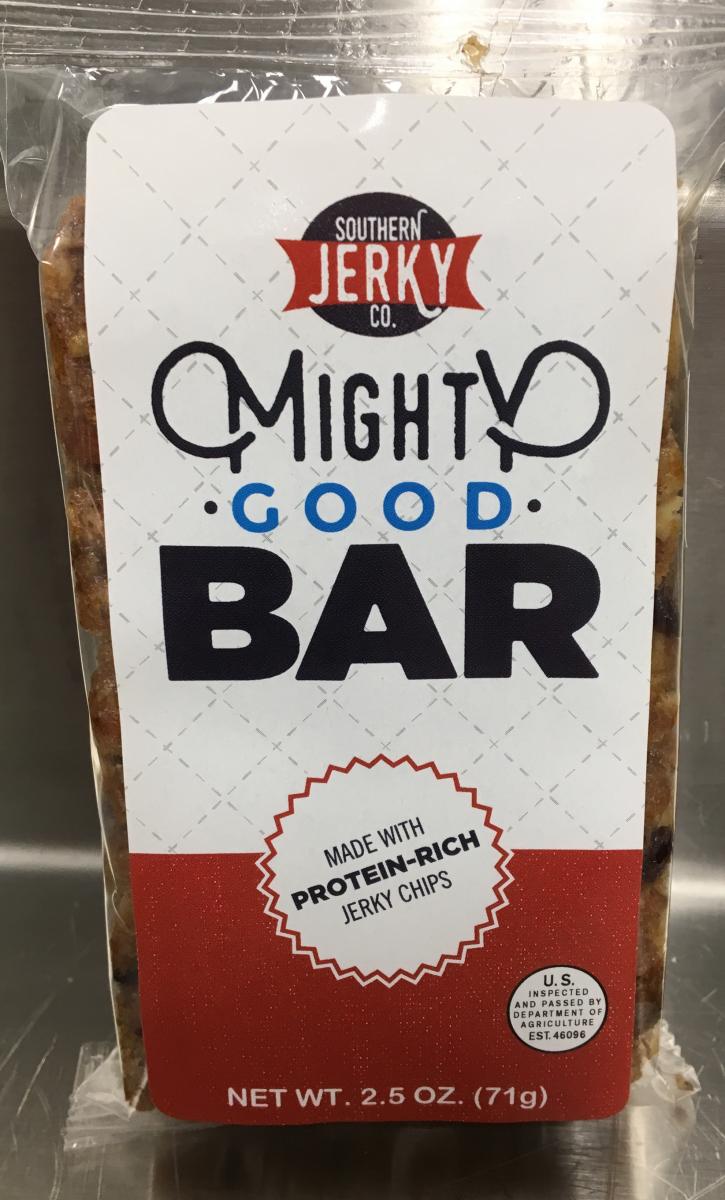 SOUTHERN
JERKY
CO.
MIGHTY
·GOOD·
BAR
MADE WITH
PROTEIN-RICH
JERKY CHIPS
U.S.
INSPECTED
AND PASSED BY
DEPARTMENT OF
AGRICULTURE
EST. 46096
NET WT. 2.5 OZ. (71g)